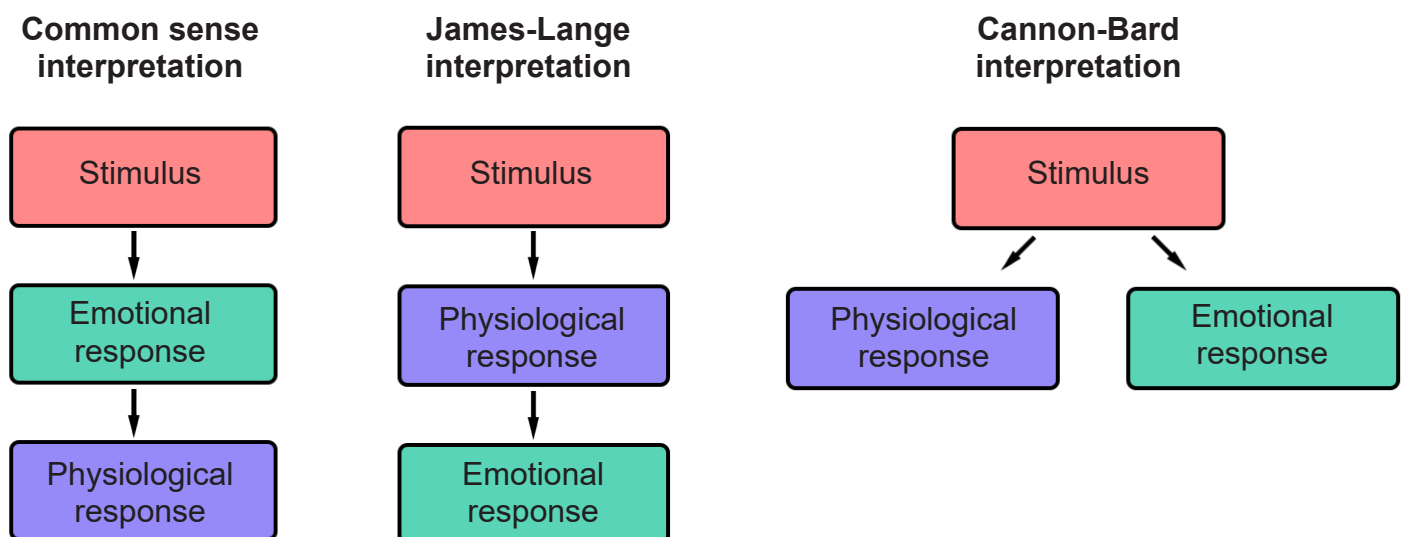 Common sense
interpretation
Stimulus
Emotional
response
Physiological
response
James-Lange
interpretation
Stimulus
Physiological
response
Emotional
response
Cannon-Bard
interpretation
Stimulus
Physiological
response
Emotional
response